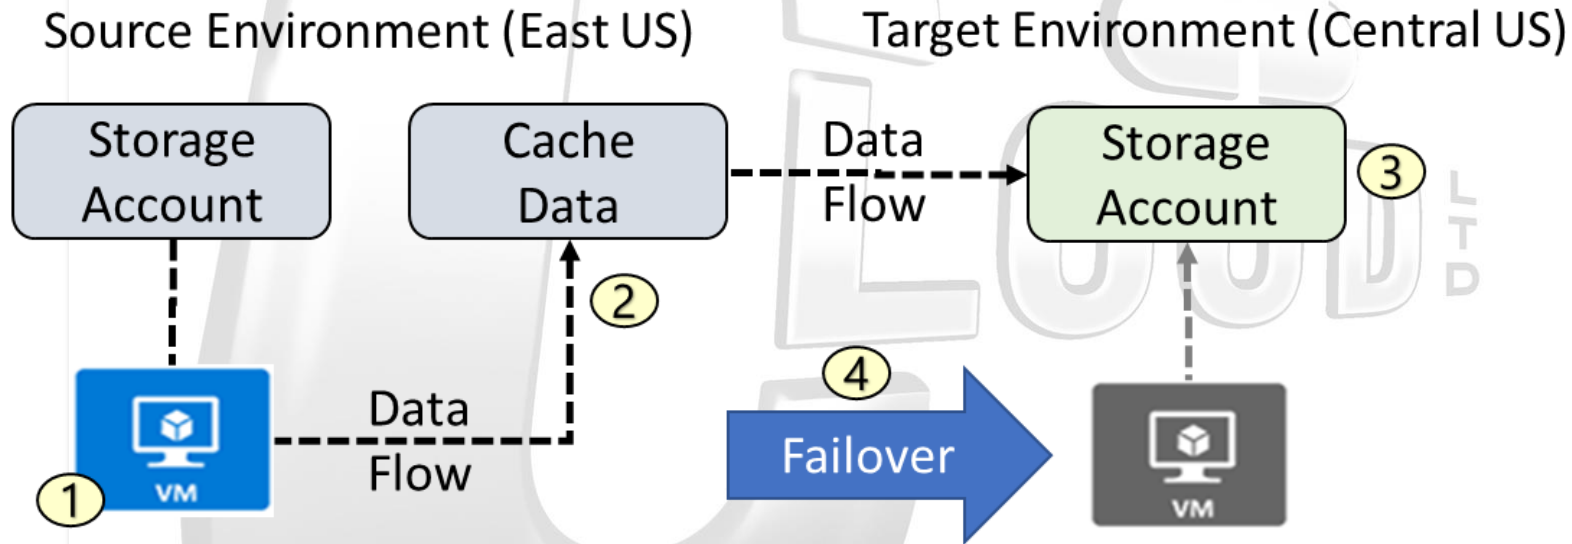 Source Environment (East US)
Target Environment (Central US)
Storage
Account
Cache
Data
Data
Flow
Storage
Account
3
2
4
Data
Flow
Failover
1
VM
VM
LTD